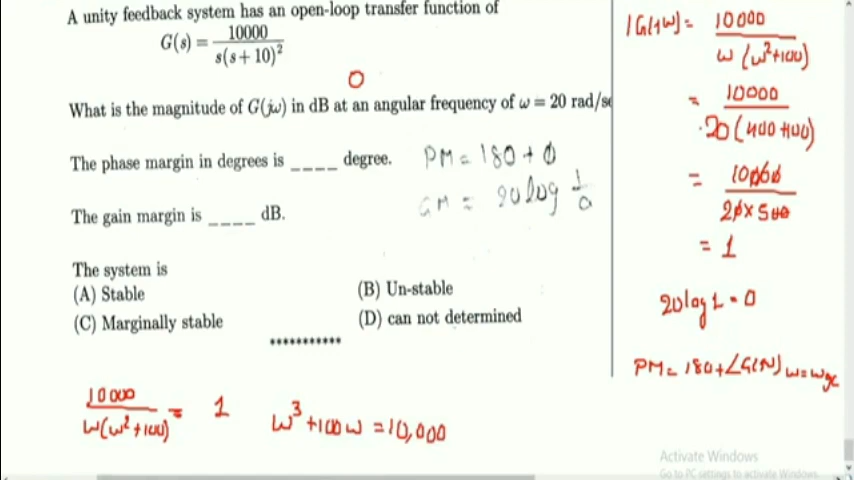 A unity feedback system has an open-loop transfer function of
G(s) = 10000 / s(s + 10)²
0
What is the magnitude of G(jω) in dB at an angular frequency of ω = 20 rad/se
The phase margin in degrees is ____ degree.
PM = 180 + φ
The gain margin is ____ dB.
GM = 20 log 1/a
The system is
(A) Stable
(B) Un-stable
(C) Marginally stable
(D) can not determined
***********
10000 / ω(ω² + 100) = 1
ω³ + 100ω = 10,000
= 10000 / ω(ω² + 100)
= 10000 / 20(400 + 100)
= 10000 / 20 × 500
= 1
20 log 1 = 0
ω = ωgc
Activate Windows
Go to PC settings to activate Windows.